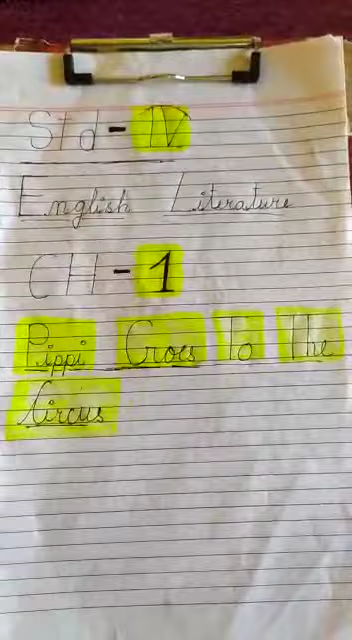 Std - IV
English Literature
CH - 1
Pippi Goes To The
Circus